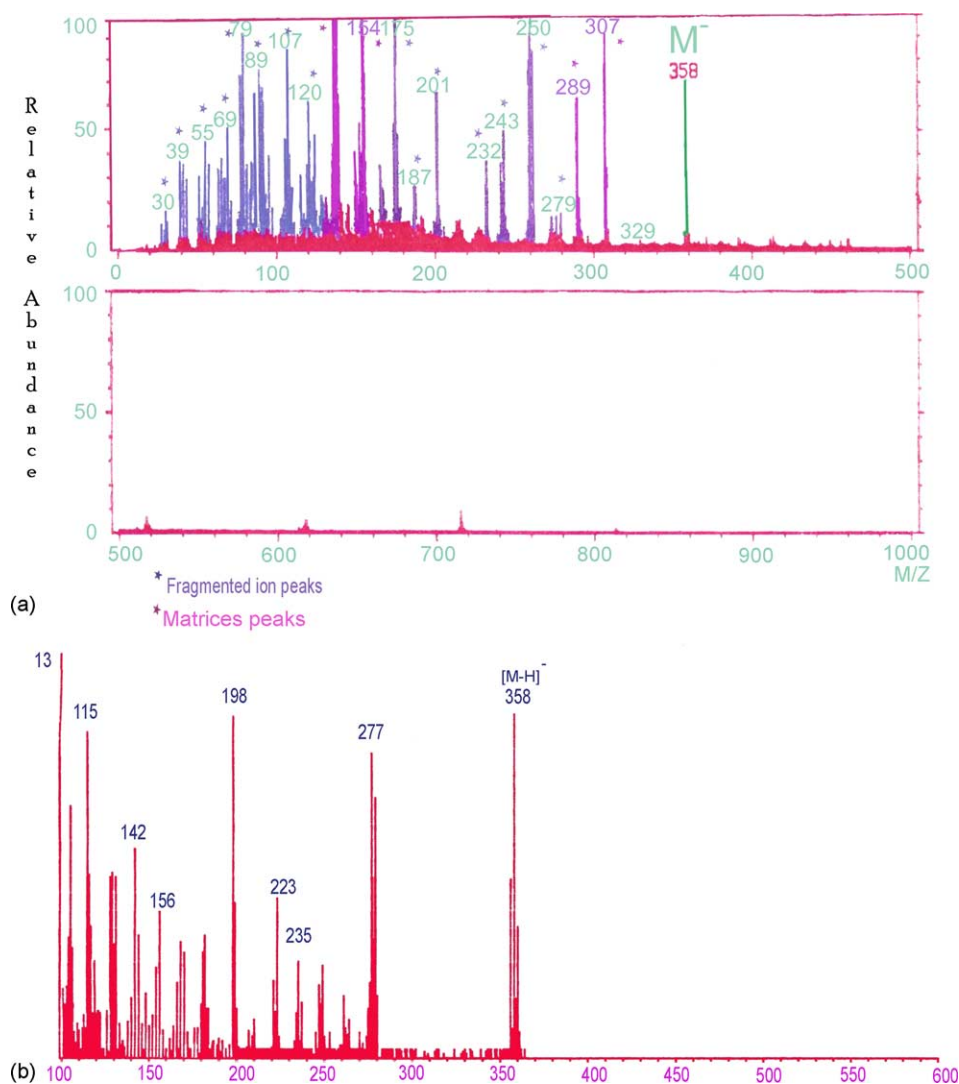 Relative
Abundance
100
50
0
30
39
55
69
79
89
107
120
154
175
187
201
232
243
250
279
289
307
329
M-
358
0 100 200 300 400 500
100
50
0
500 600 700 800 900 1000
M/Z
* Fragmented ion peaks
* Matrices peaks
(a)
13
115
142
156
198
223
235
277
[M-H]-
358
100 150 200 250 300 350 400 450 500 550 600
(b)